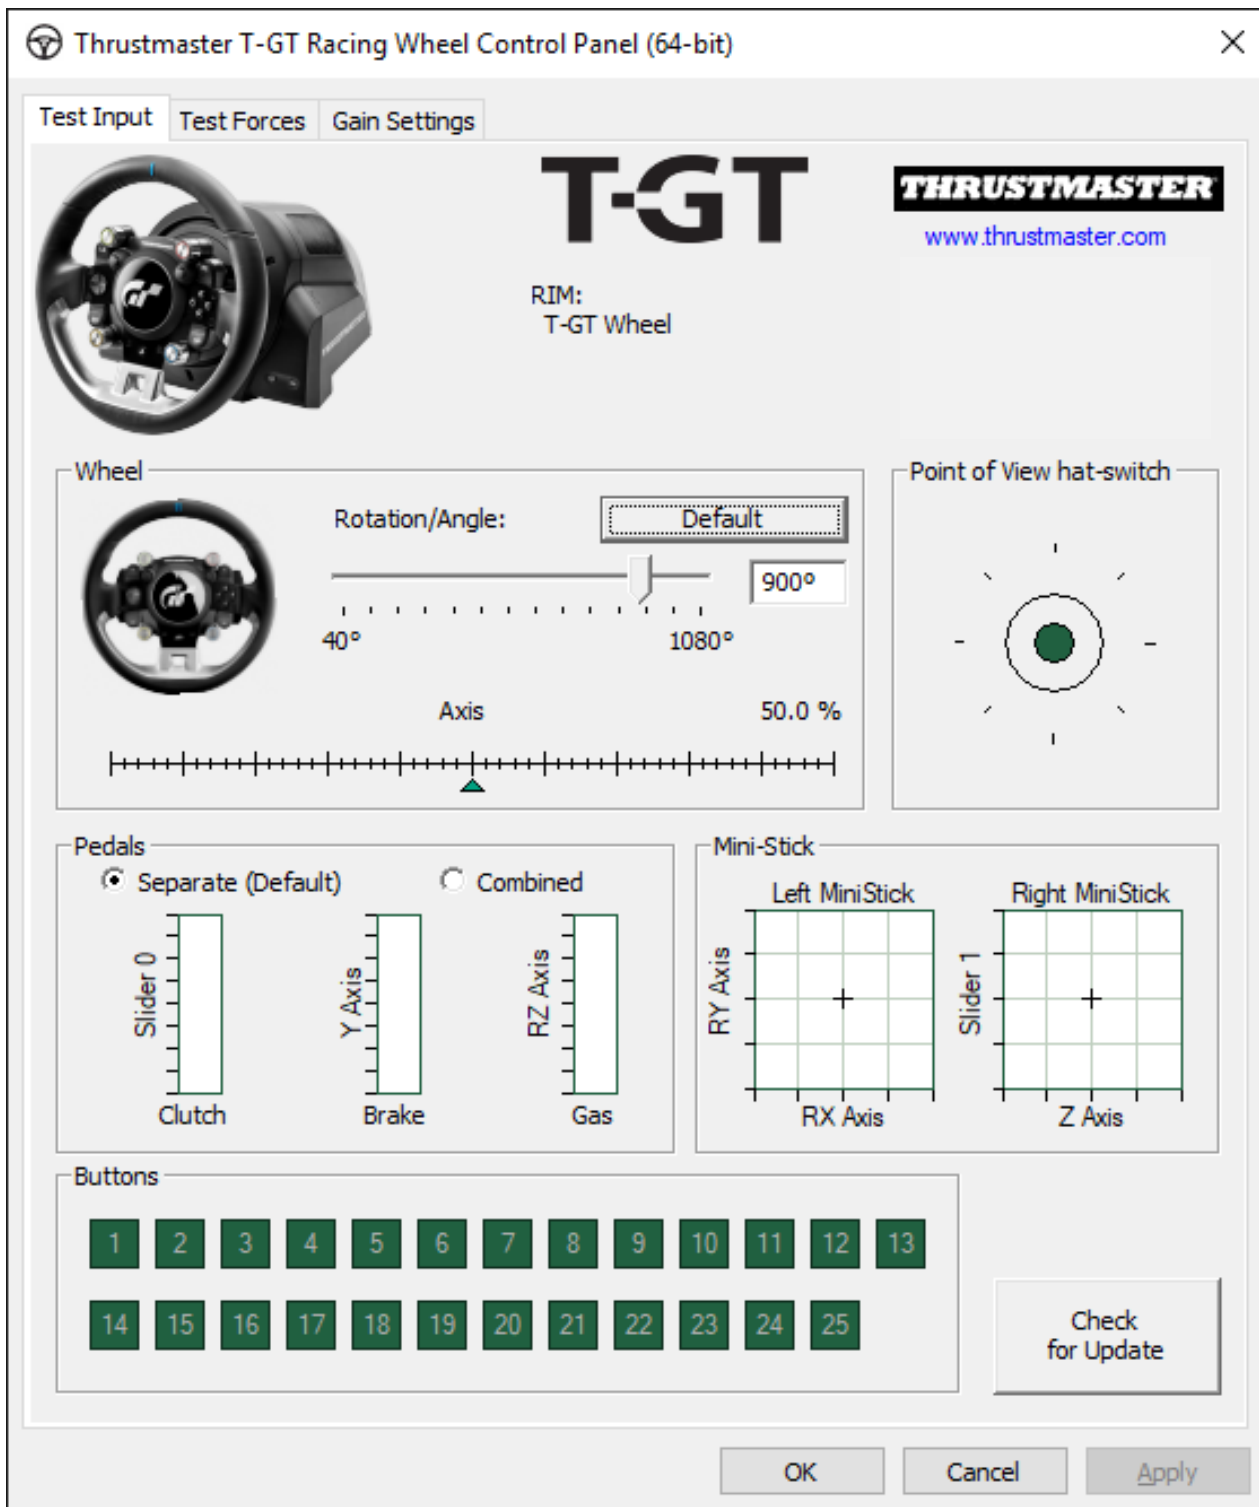 Thrustmaster T-GT Racing Wheel Control Panel (64-bit)
Test Input
Test Forces
Gain Settings
T-GT
THRUSTMASTER
www.thrustmaster.com
RIM:
T-GT Wheel
Wheel
Rotation/Angle:
Default
900°
40°
1080°
Axis
50.0 %
Point of View hat-switch
Pedals
Separate (Default)
Combined
Slider 0
Clutch
Y Axis
Brake
RZ Axis
Gas
Mini-Stick
Left MiniStick
RY Axis
RX Axis
Right MiniStick
Slider 1
Z Axis
Buttons
1 2 3 4 5 6 7 8 9 10 11 12 13
14 15 16 17 18 19 20 21 22 23 24 25
Check
for Update
OK
Cancel
Apply